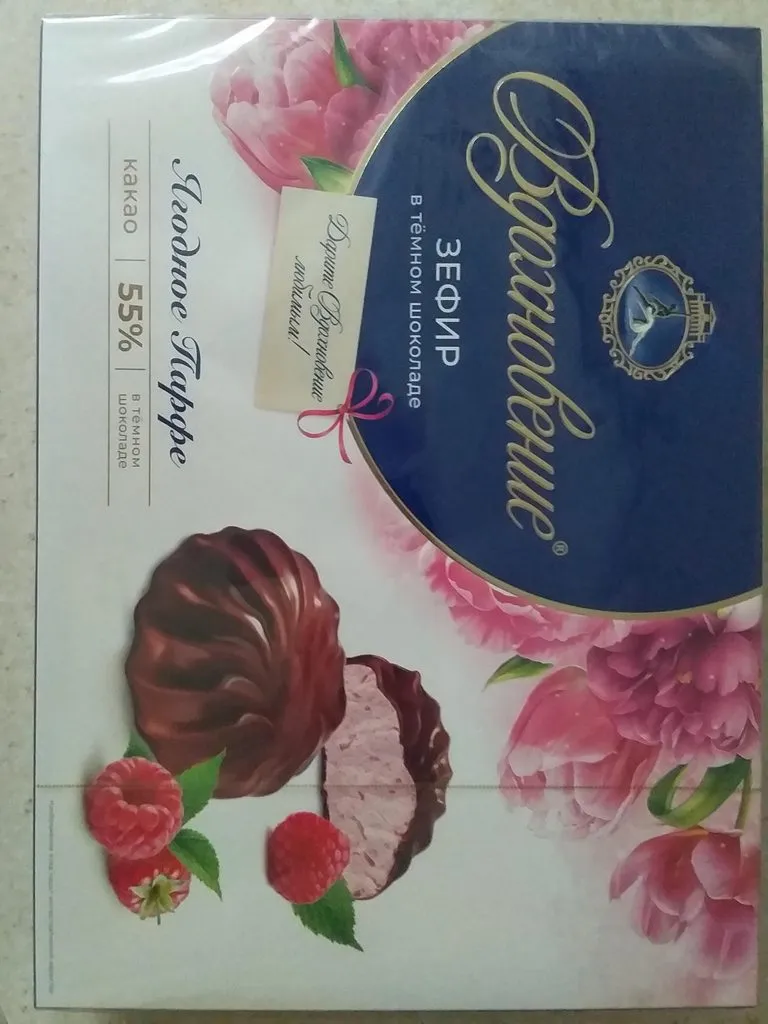 Вдохновение®
ЗЕФИР
в тёмном шоколаде
Дарите Вдохновение
любимым!
Ягодное Парфе
какао
55%
в тёмном
шоколаде